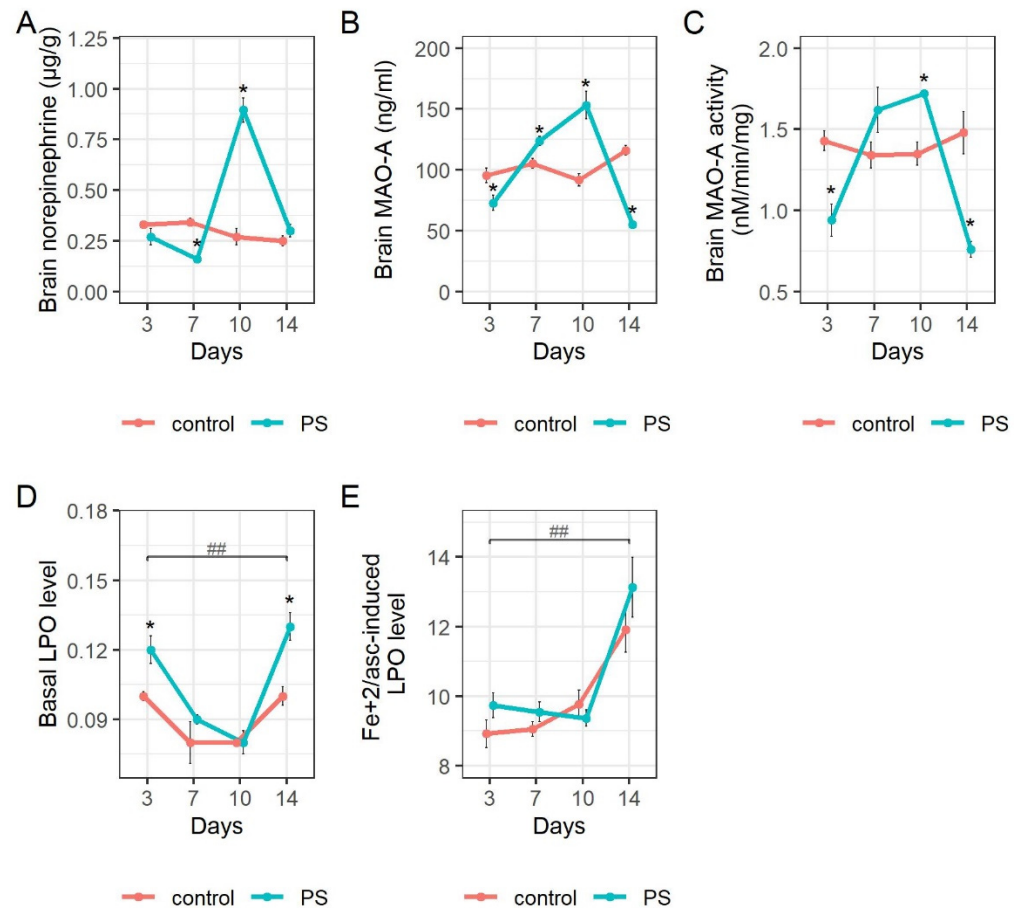 A
Brain norepinephrine (µg/g)
1.25
1.00
0.75
0.50
0.25
0.00
*
*
3 7 10 14
Days
control PS
B
Brain MAO-A (ng/ml)
200
150
100
50
0
*
*
*
*
3 7 10 14
Days
control PS
C
Brain MAO-A activity
(nM/min/mg)
2.0
1.5
1.0
0.5
*
*
*
3 7 10 14
Days
control PS
D
Basal LPO level
0.18
0.15
0.12
0.09
##
*
*
3 7 10 14
Days
control PS
E
Fe+2/asc-induced
LPO level
14
12
10
8
##
3 7 10 14
Days
control PS